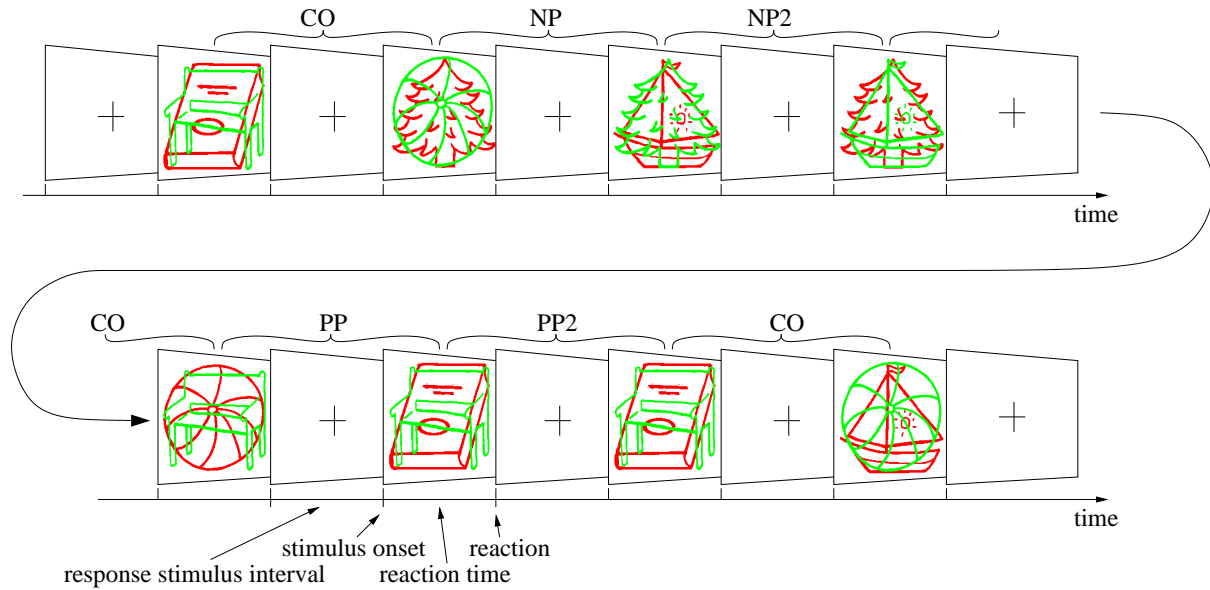 CO NP NP2
time
CO PP PP2 CO
time
stimulus onset reaction
response stimulus interval reaction time